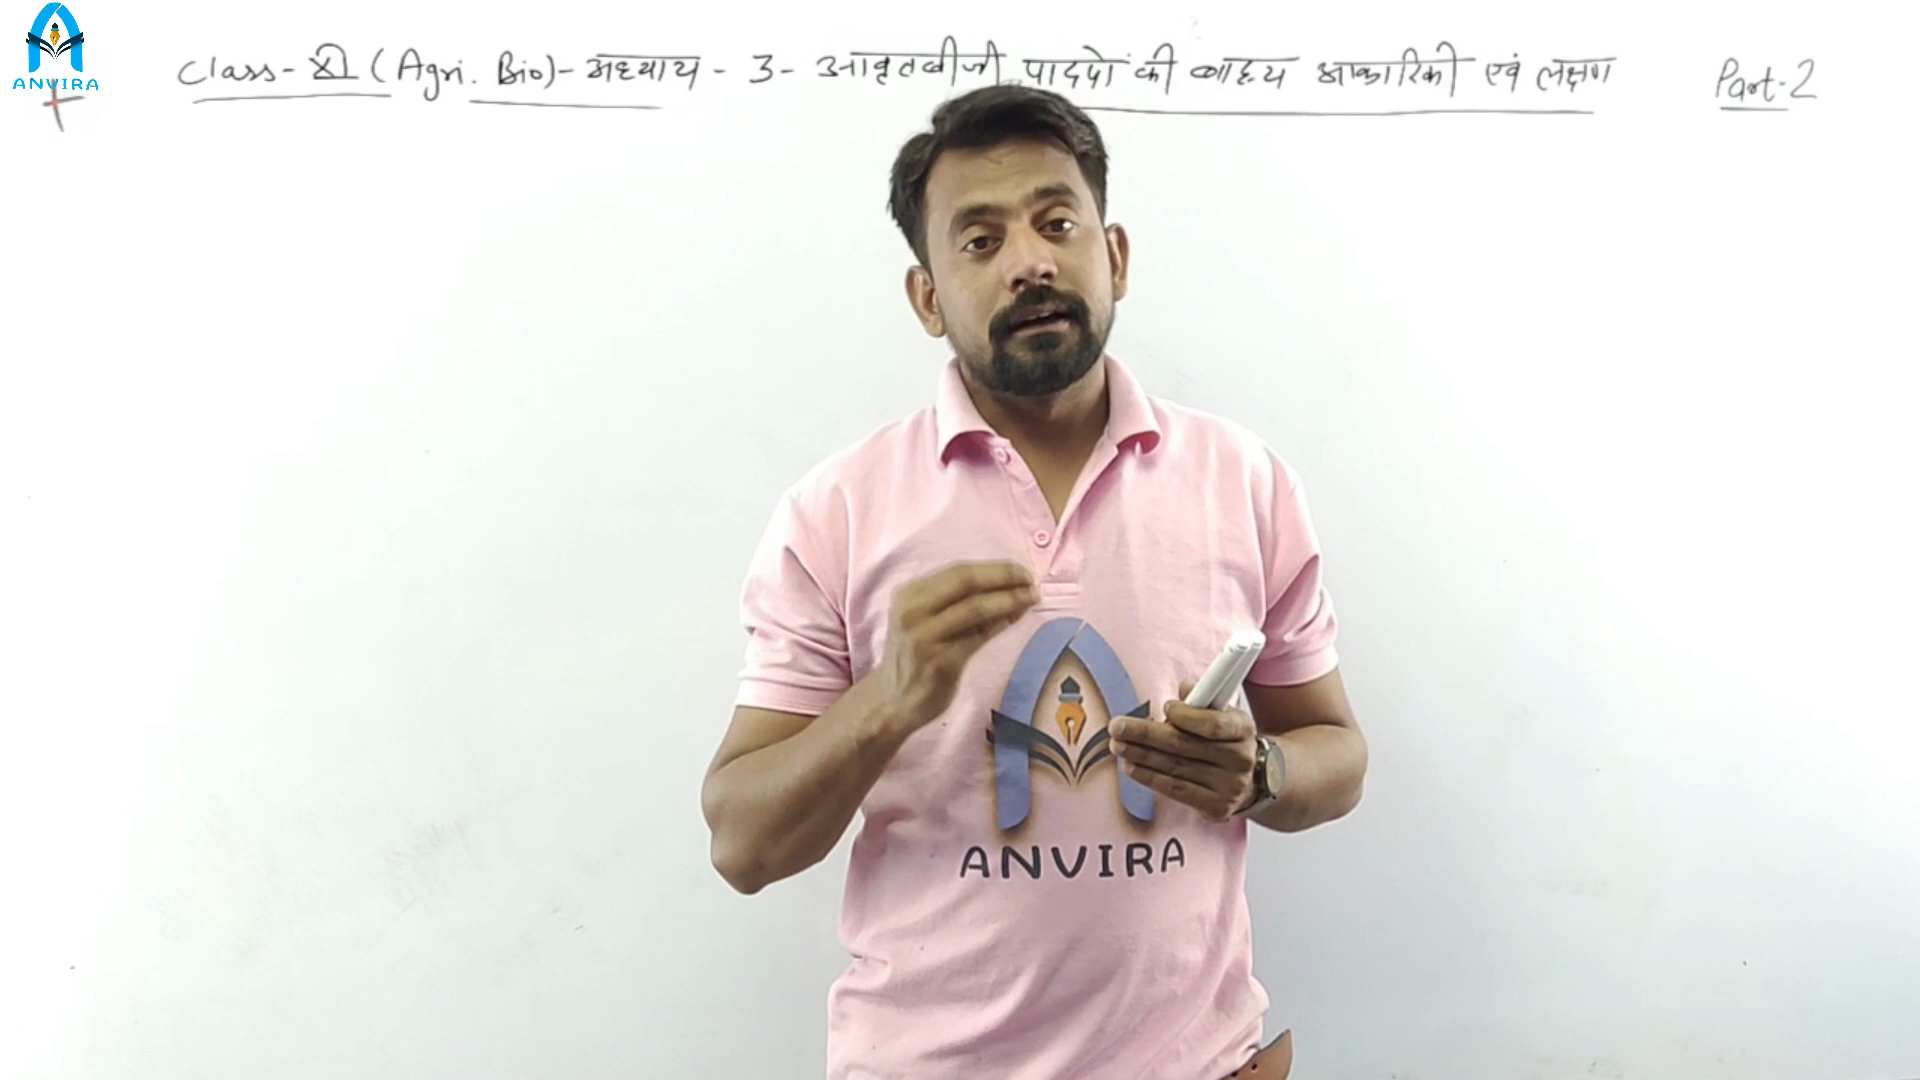 ANVIRA
Class-XI (Agri. Bio)- अध्याय - 3- आवृतबीजी पादपों की बाह्य आकारिकी एवं लक्षण Part-2
ANVIRA